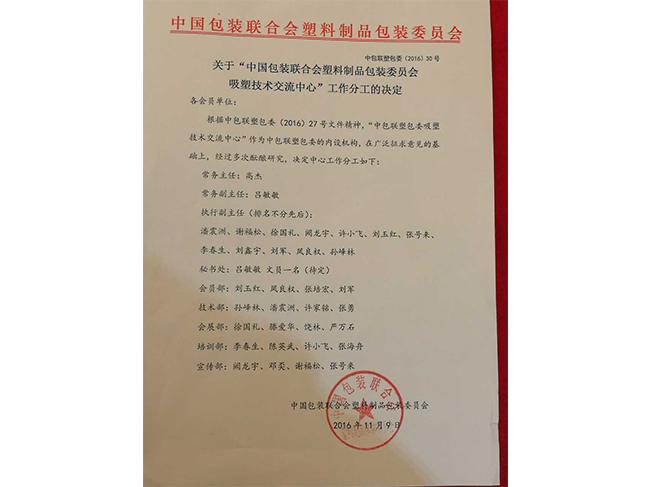 中国包装联合会塑料制品包装委员会
中包联塑包委（2016）30号
关于“中国包装联合会塑料制品包装委员会
吸塑技术交流中心”工作分工的决定
各会员单位：
根据中包联塑包委（2016）27号文件精神，“中包联塑包委吸塑
技术交流中心”作为中包联塑包委的内设机构，在广泛征求意见的基
础上，经过多次酝酿研究，决定中心工作分工如下：
常务主任：高杰
常务副主任：吕敏敏
执行副主任（排名不分先后）：
潘震洲、谢福松、徐国礼、阙龙宇、许小飞、刘玉红、张号来、
李春生、刘鑫宇、刘军、凤良权、孙峰林
秘书处：吕敏敏 文员一名（待定）
会员部：刘玉红、凤良权、张培宏、刘军
技术部：孙峰林、潘震洲、许家铭、张勇
会展部：徐国礼、滕爱华、饶林、严万石
培训部：李春生、陈英武、许小飞、张海舟
宣传部：阙龙宇、邓奕、谢福松、张号来
中国包装联合会塑料制品包装委员会
2016年11月9日
中国包装联合